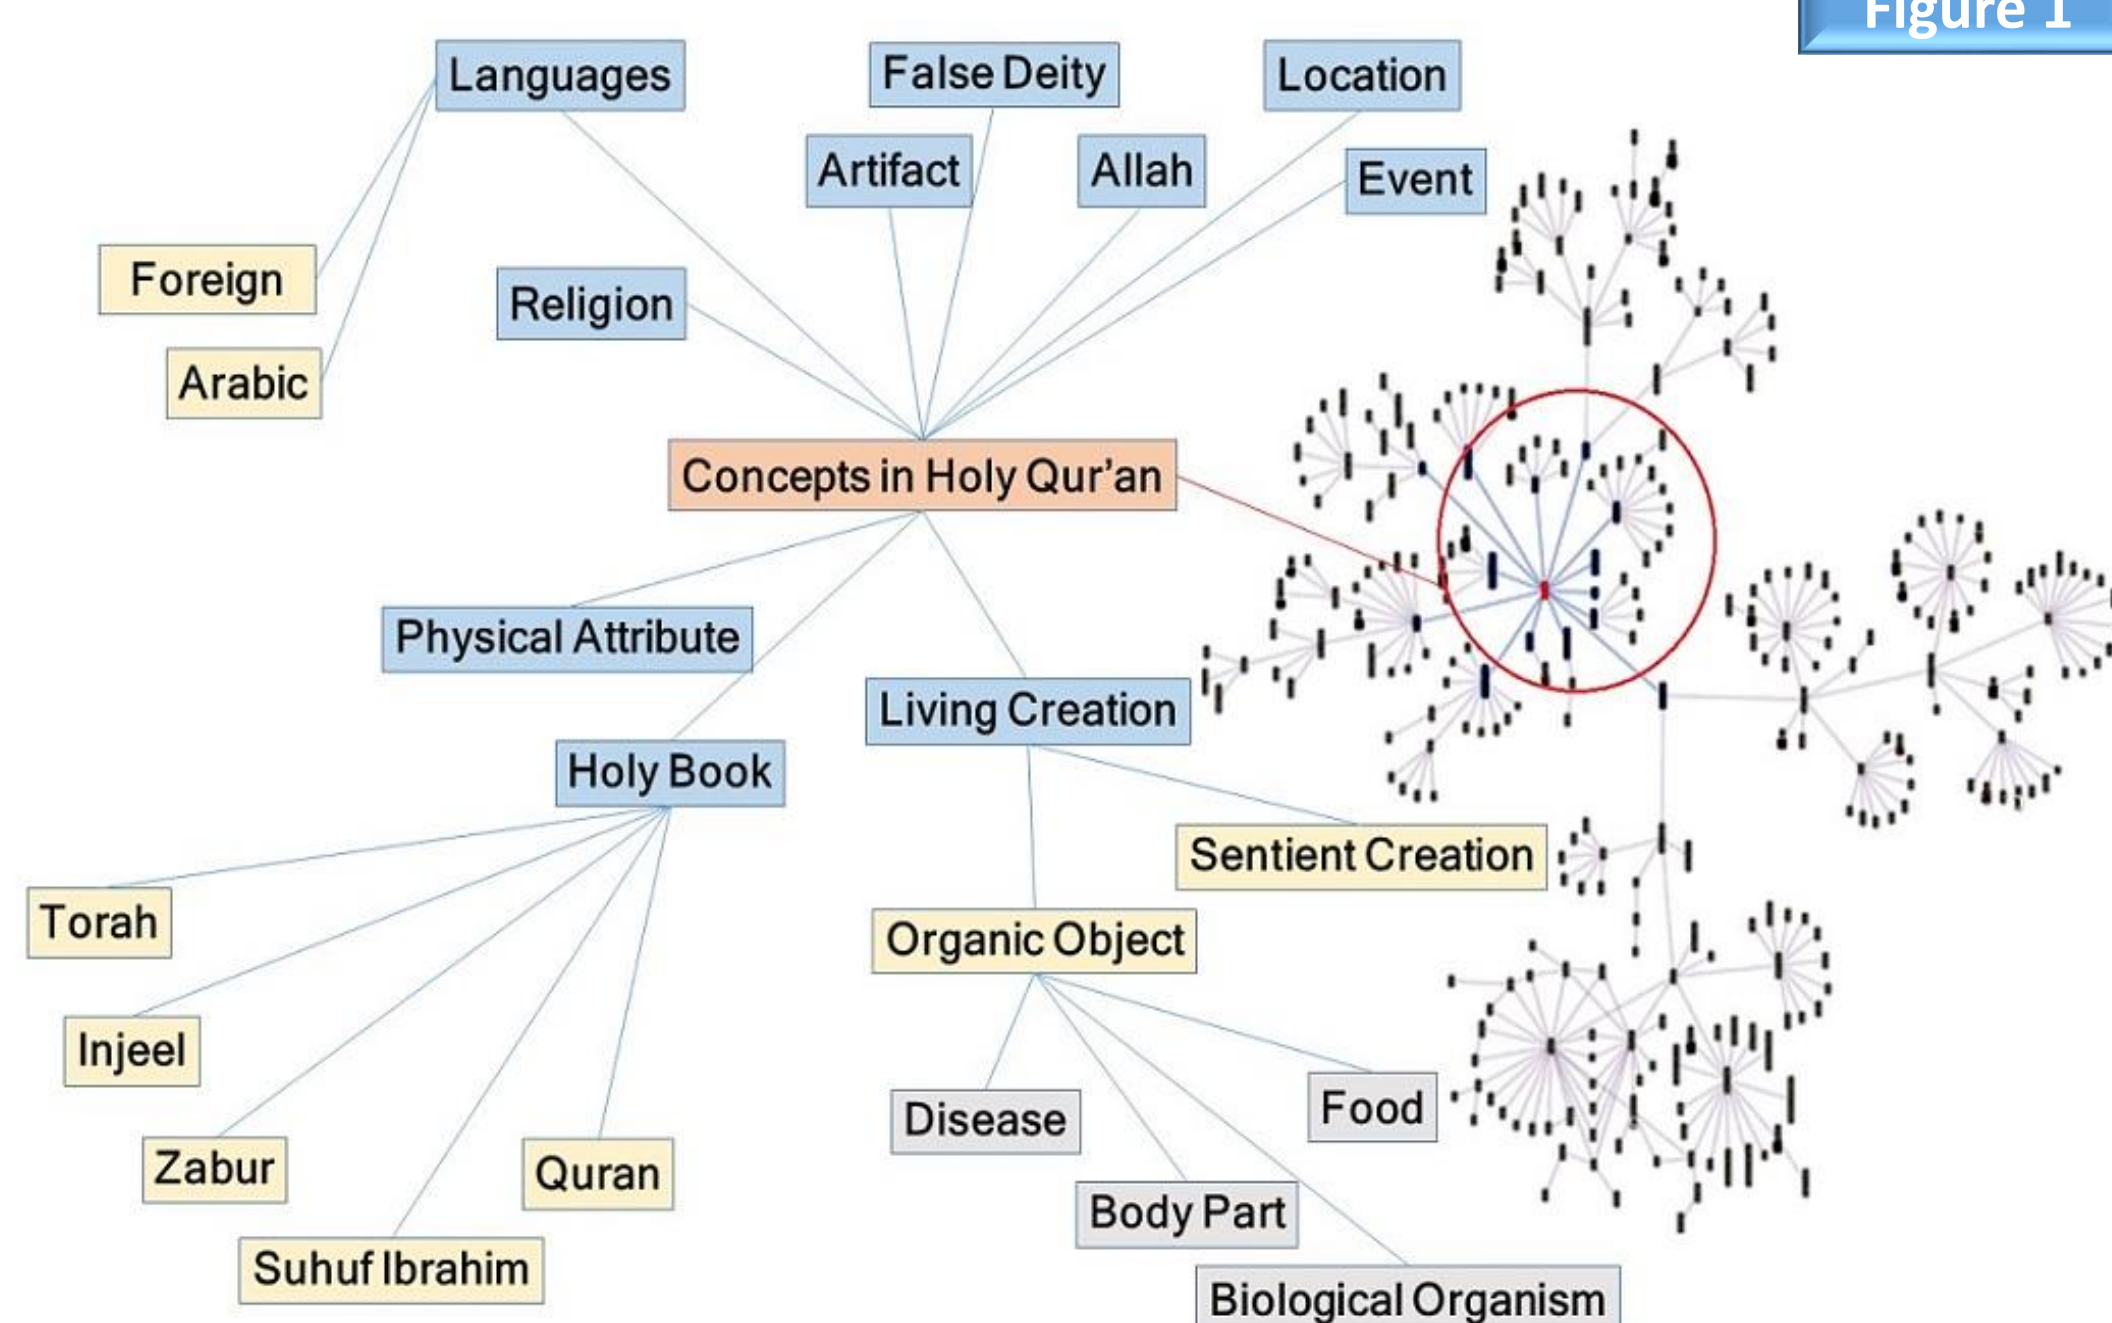 Figure 1
Languages
False Deity
Location
Artifact
Allah
Event
Foreign
Religion
Arabic
Concepts in Holy Qur’an
Physical Attribute
Living Creation
Holy Book
Sentient Creation
Torah
Organic Object
Injeel
Disease
Food
Zabur
Quran
Body Part
Suhuf Ibrahim
Biological Organism